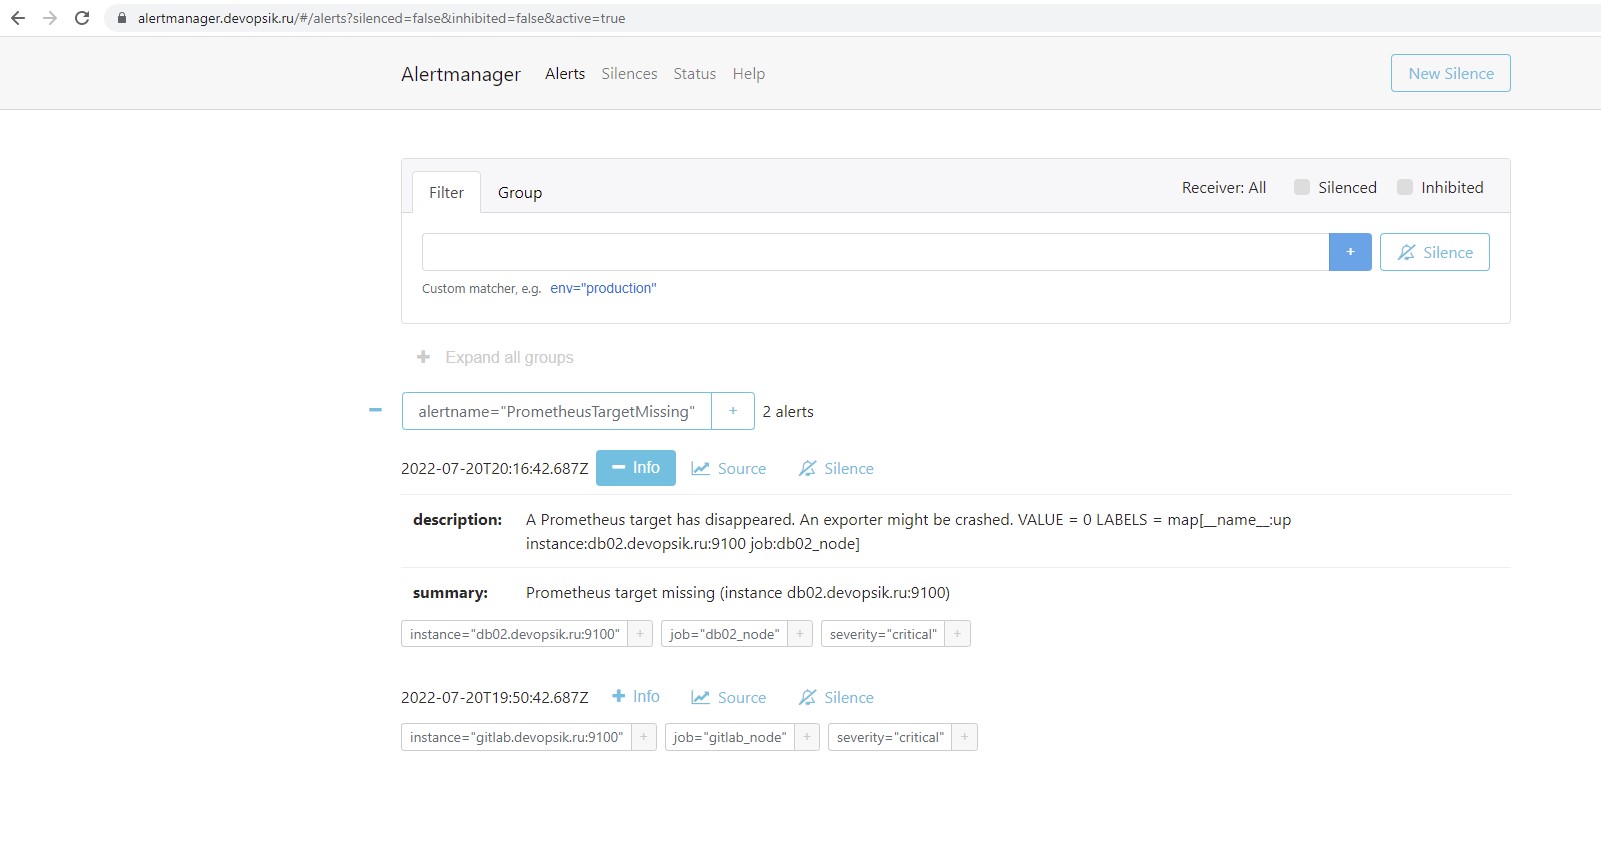 alertmanager.devopsik.ru/#/alerts?silenced=false&inhibited=false&active=true
Alertmanager Alerts Silences Status Help New Silence
Filter Group Receiver: All Silenced Inhibited
+ Silence
Custom matcher, e.g. env="production"
+ Expand all groups
− alertname="PrometheusTargetMissing" + 2 alerts
2022-07-20T20:16:42.687Z − Info Source Silence
description: A Prometheus target has disappeared. An exporter might be crashed. VALUE = 0 LABELS = map[__name__:up
instance:db02.devopsik.ru:9100 job:db02_node]
summary: Prometheus target missing (instance db02.devopsik.ru:9100)
instance="db02.devopsik.ru:9100" + job="db02_node" + severity="critical" +
2022-07-20T19:50:42.687Z + Info Source Silence
instance="gitlab.devopsik.ru:9100" + job="gitlab_node" + severity="critical" +